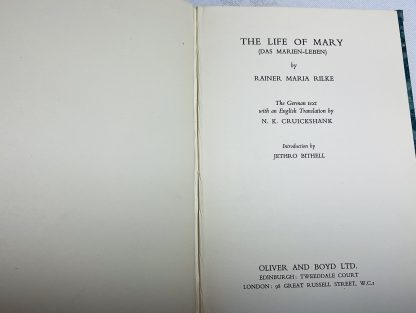 THE LIFE OF MARY
(DAS MARIEN-LEBEN)
by
RAINER MARIA RILKE
The German text
with an English Translation by
N. K. CRUICKSHANK
Introduction by
JETHRO BITHELL
OLIVER AND BOYD LTD.
EDINBURGH: TWEEDDALE COURT
LONDON: 98 GREAT RUSSELL STREET, W.C.1